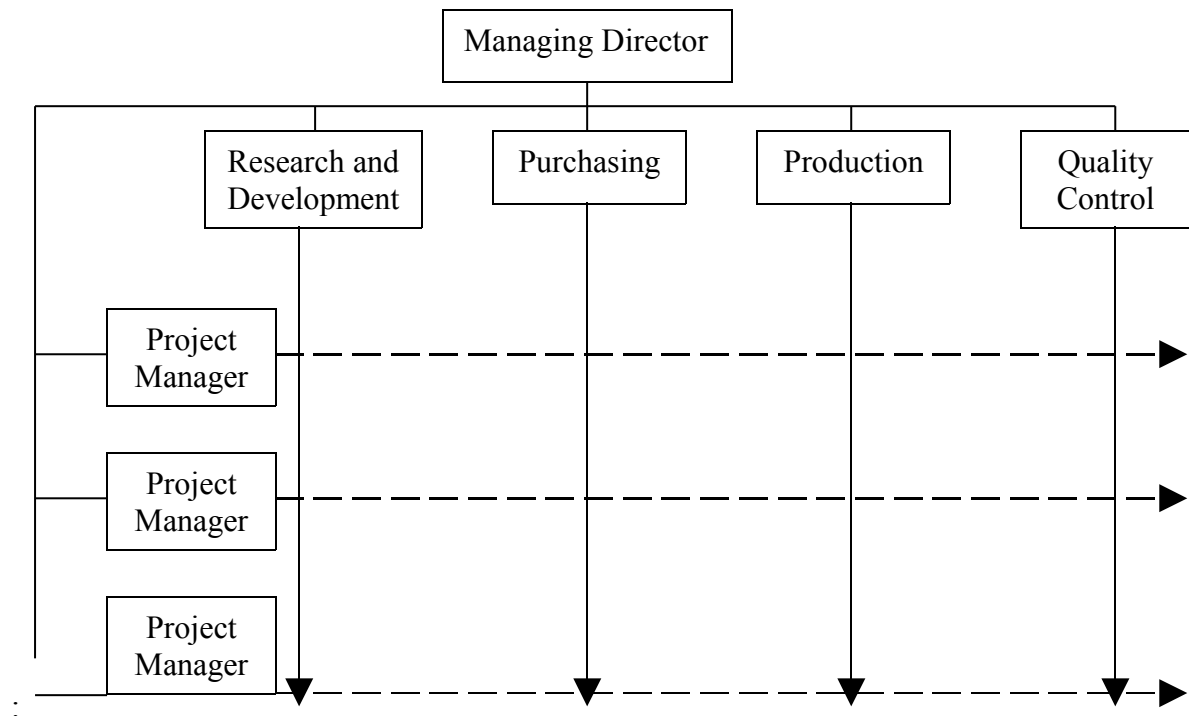 Managing Director
Research and
Development
Purchasing
Production
Quality
Control
Project
Manager
Project
Manager
Project
Manager
: